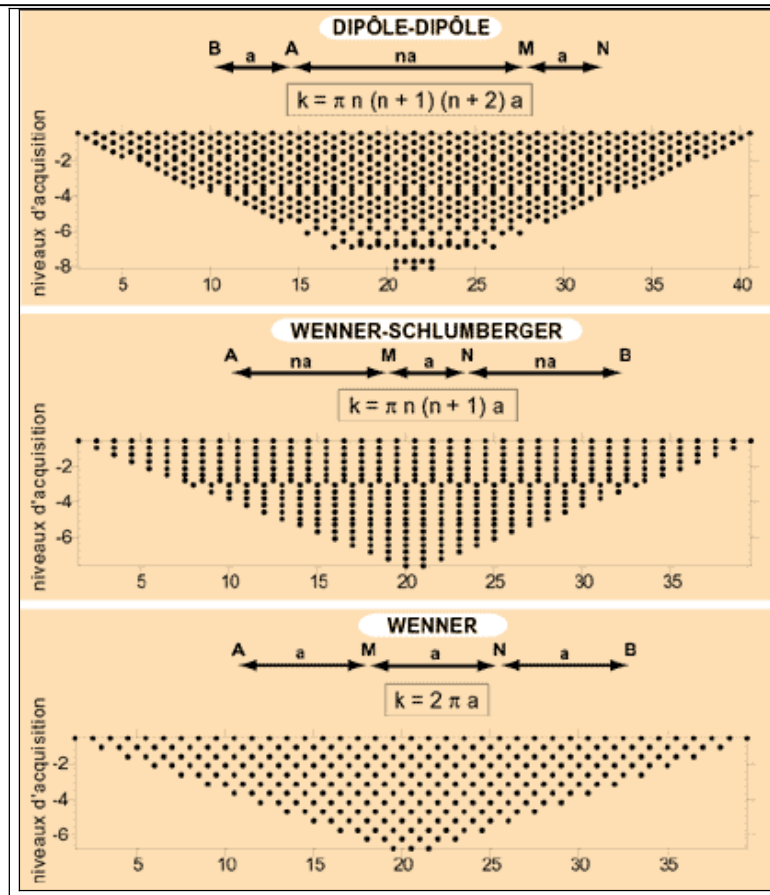 DIPÔLE-DIPÔLE
B a A na M a N
k = π n (n + 1) (n + 2) a
niveaux d'acquisition
-2
-4
-6
-8
5 10 15 20 25 30 35 40
WENNER-SCHLUMBERGER
A na M a N na B
k = π n (n + 1) a
niveaux d'acquisition
-2
-4
-6
5 10 15 20 25 30 35
WENNER
A a M a N a B
k = 2 π a
niveaux d'acquisition
-2
-4
-6
5 10 15 20 25 30 35